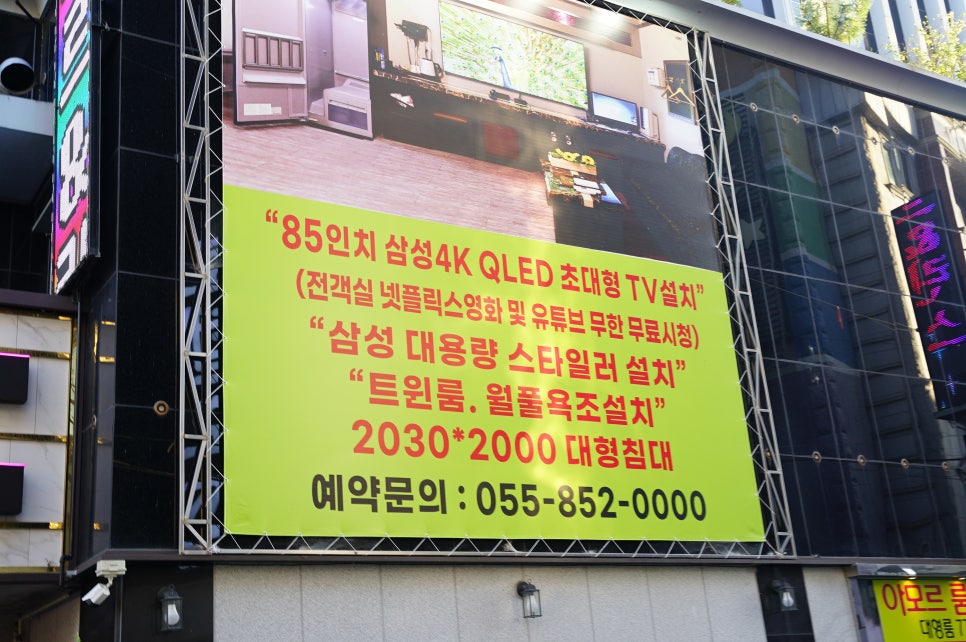 “85인치 삼성4K QLED 초대형 TV설치”
(전객실 넷플릭스영화 및 유튜브 무한 무료시청)
“삼성 대용량 스타일러 설치”
“트윈룸. 월풀욕조설치”
2030*2000 대형침대
예약문의 : 055-852-0000
아모르 룸